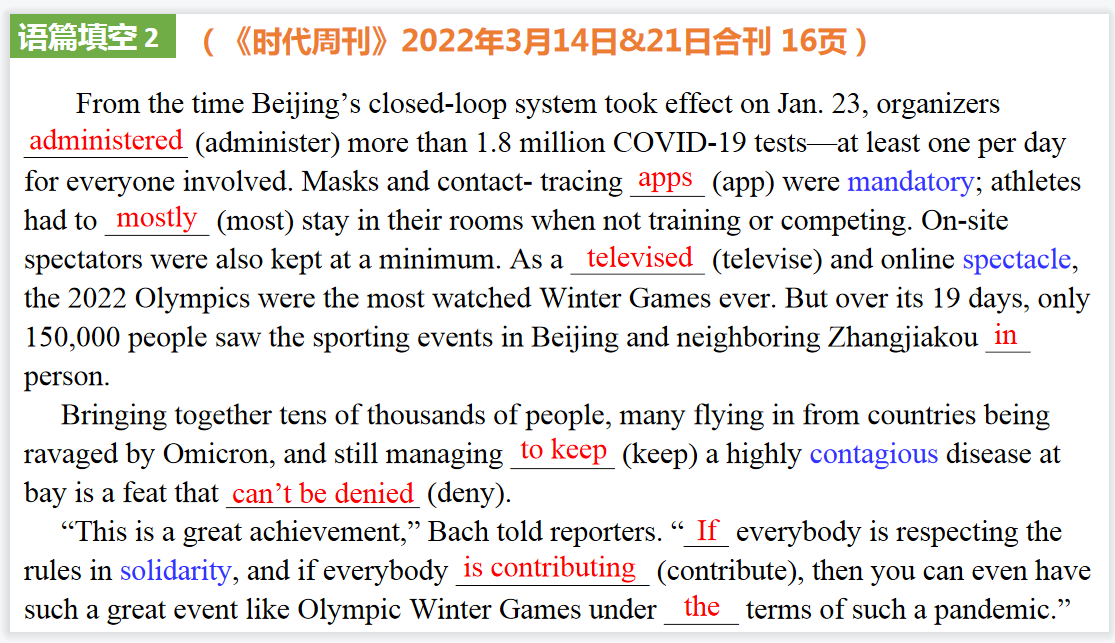 语篇填空 2 （《时代周刊》2022年3月14日&21日合刊 16页）
From the time Beijing’s closed-loop system took effect on Jan. 23, organizers
administered (administer) more than 1.8 million COVID-19 tests—at least one per day
for everyone involved. Masks and contact- tracing apps (app) were mandatory; athletes
had to mostly (most) stay in their rooms when not training or competing. On-site
spectators were also kept at a minimum. As a televised (televise) and online spectacle,
the 2022 Olympics were the most watched Winter Games ever. But over its 19 days, only
150,000 people saw the sporting events in Beijing and neighboring Zhangjiakou in
person.
Bringing together tens of thousands of people, many flying in from countries being
ravaged by Omicron, and still managing to keep (keep) a highly contagious disease at
bay is a feat that can’t be denied (deny).
“This is a great achievement,” Bach told reporters. “If everybody is respecting the
rules in solidarity, and if everybody is contributing (contribute), then you can even have
such a great event like Olympic Winter Games under the terms of such a pandemic.”